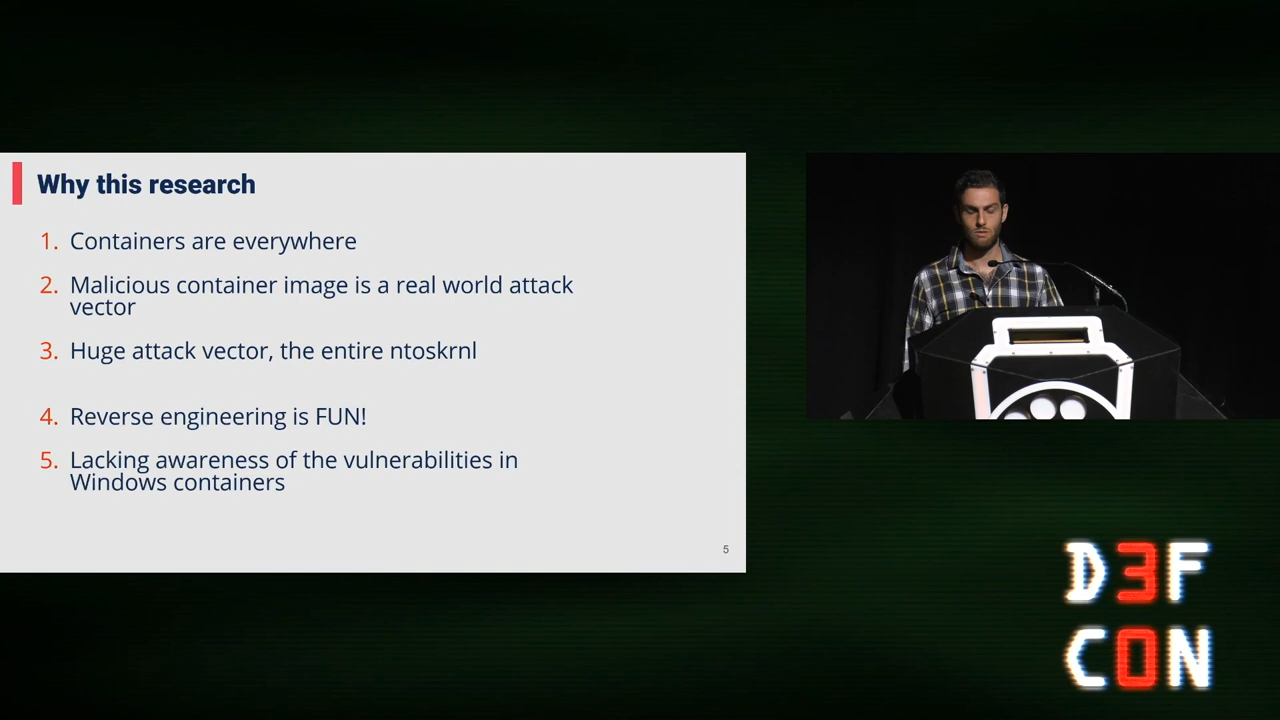 Why this research
1. Containers are everywhere
2. Malicious container image is a real world attack
vector
3. Huge attack vector, the entire ntoskrnl
4. Reverse engineering is FUN!
5. Lacking awareness of the vulnerabilities in
Windows containers
5
D3F
C0N